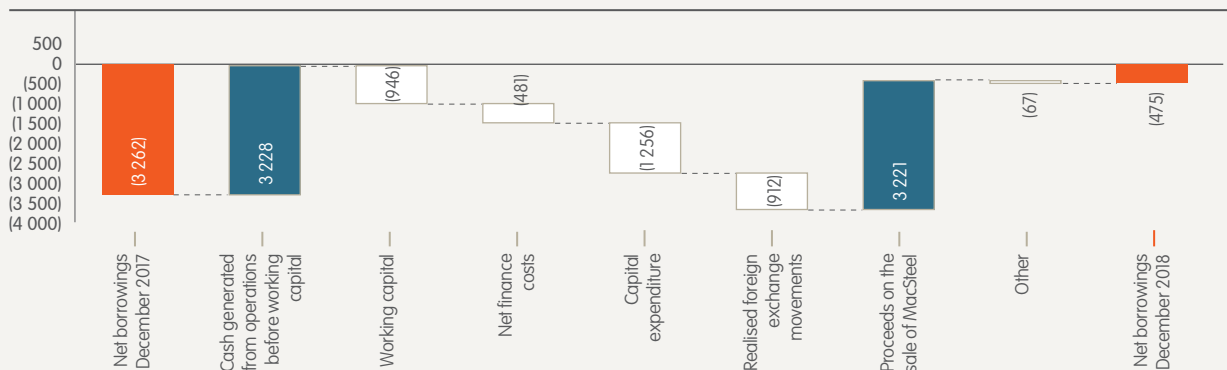 500
0
(500)
(1 000)
(1 500)
(2 000)
(2 500)
(3 000)
(3 500)
(4 000)
(3 262)
3 228
(946)
(481)
(1 256)
(912)
3 221
(67)
(475)
Net borrowings
December 2017
Cash generated
from operations
before working
capital
Working capital
Net finance
costs
Capital
expenditure
Realised foreign
exchange
movements
Proceeds on the
sale of MacSteel
Other
Net borrowings
December 2018